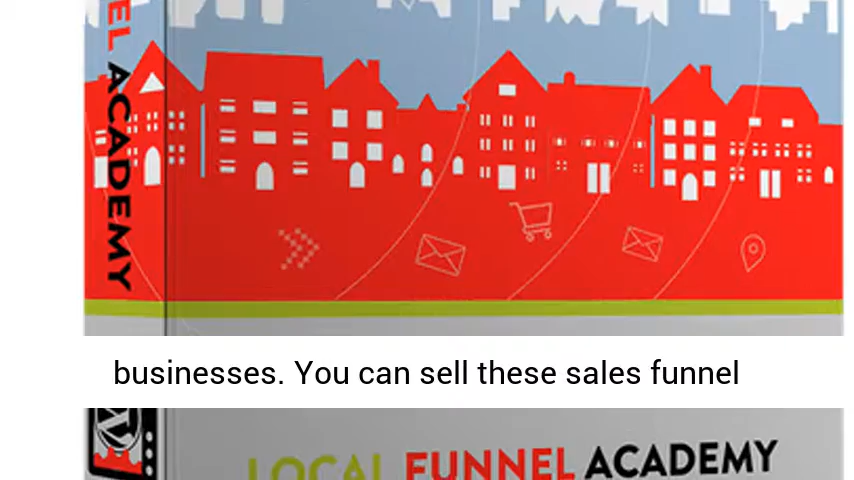 EL ACADEMY
businesses. You can sell these sales funnel
LOCAL FUNNEL ACADEMY